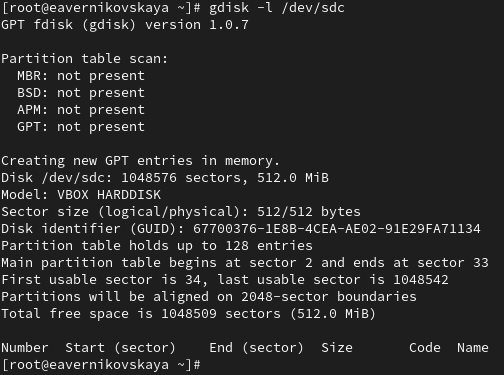 [root@eavernikovskaya ~]# gdisk -l /dev/sdc
GPT fdisk (gdisk) version 1.0.7
Partition table scan:
MBR: not present
BSD: not present
APM: not present
GPT: not present
Creating new GPT entries in memory.
Disk /dev/sdc: 1048576 sectors, 512.0 MiB
Model: VBOX HARDDISK
Sector size (logical/physical): 512/512 bytes
Disk identifier (GUID): 67700376-1E8B-4CEA-AE02-91E29FA71134
Partition table holds up to 128 entries
Main partition table begins at sector 2 and ends at sector 33
First usable sector is 34, last usable sector is 1048542
Partitions will be aligned on 2048-sector boundaries
Total free space is 1048509 sectors (512.0 MiB)
Number  Start (sector)    End (sector)  Size       Code  Name
[root@eavernikovskaya ~]#